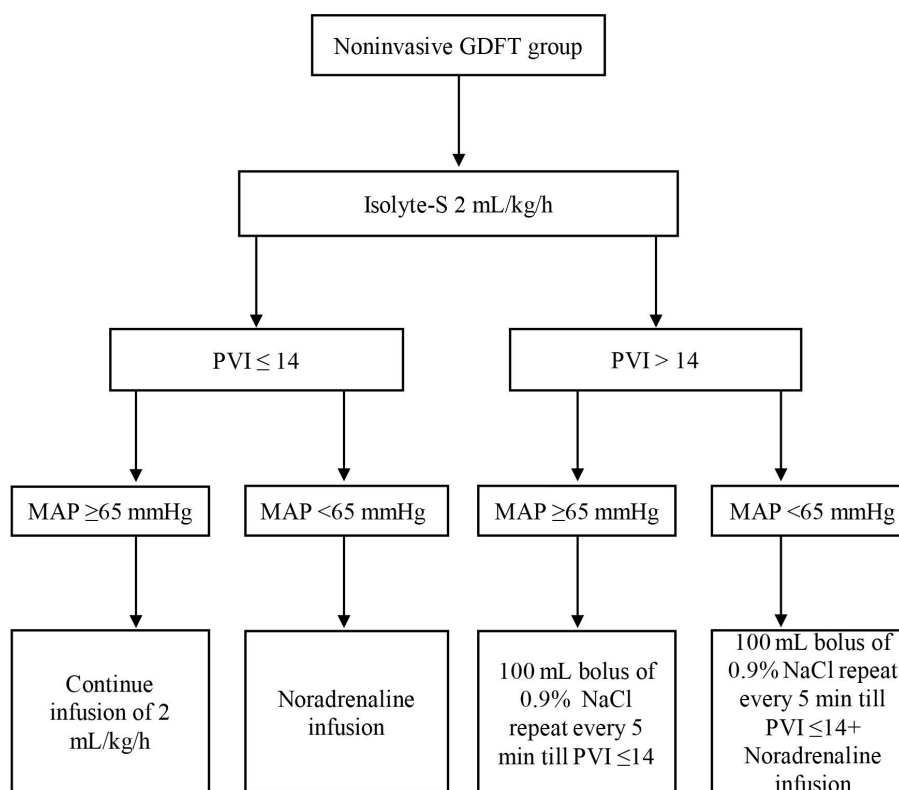 Noninvasive GDFT group
Isolyte-S 2 mL/kg/h
PVI ≤ 14
PVI > 14
MAP ≥65 mmHg
MAP <65 mmHg
MAP ≥65 mmHg
MAP <65 mmHg
Continue
infusion of 2
mL/kg/h
Noradrenaline
infusion
100 mL bolus of
0.9% NaCl
repeat every 5
min till PVI ≤14
100 mL bolus of
0.9% NaCl repeat
every 5 min till
PVI ≤14+
Noradrenaline
infusion